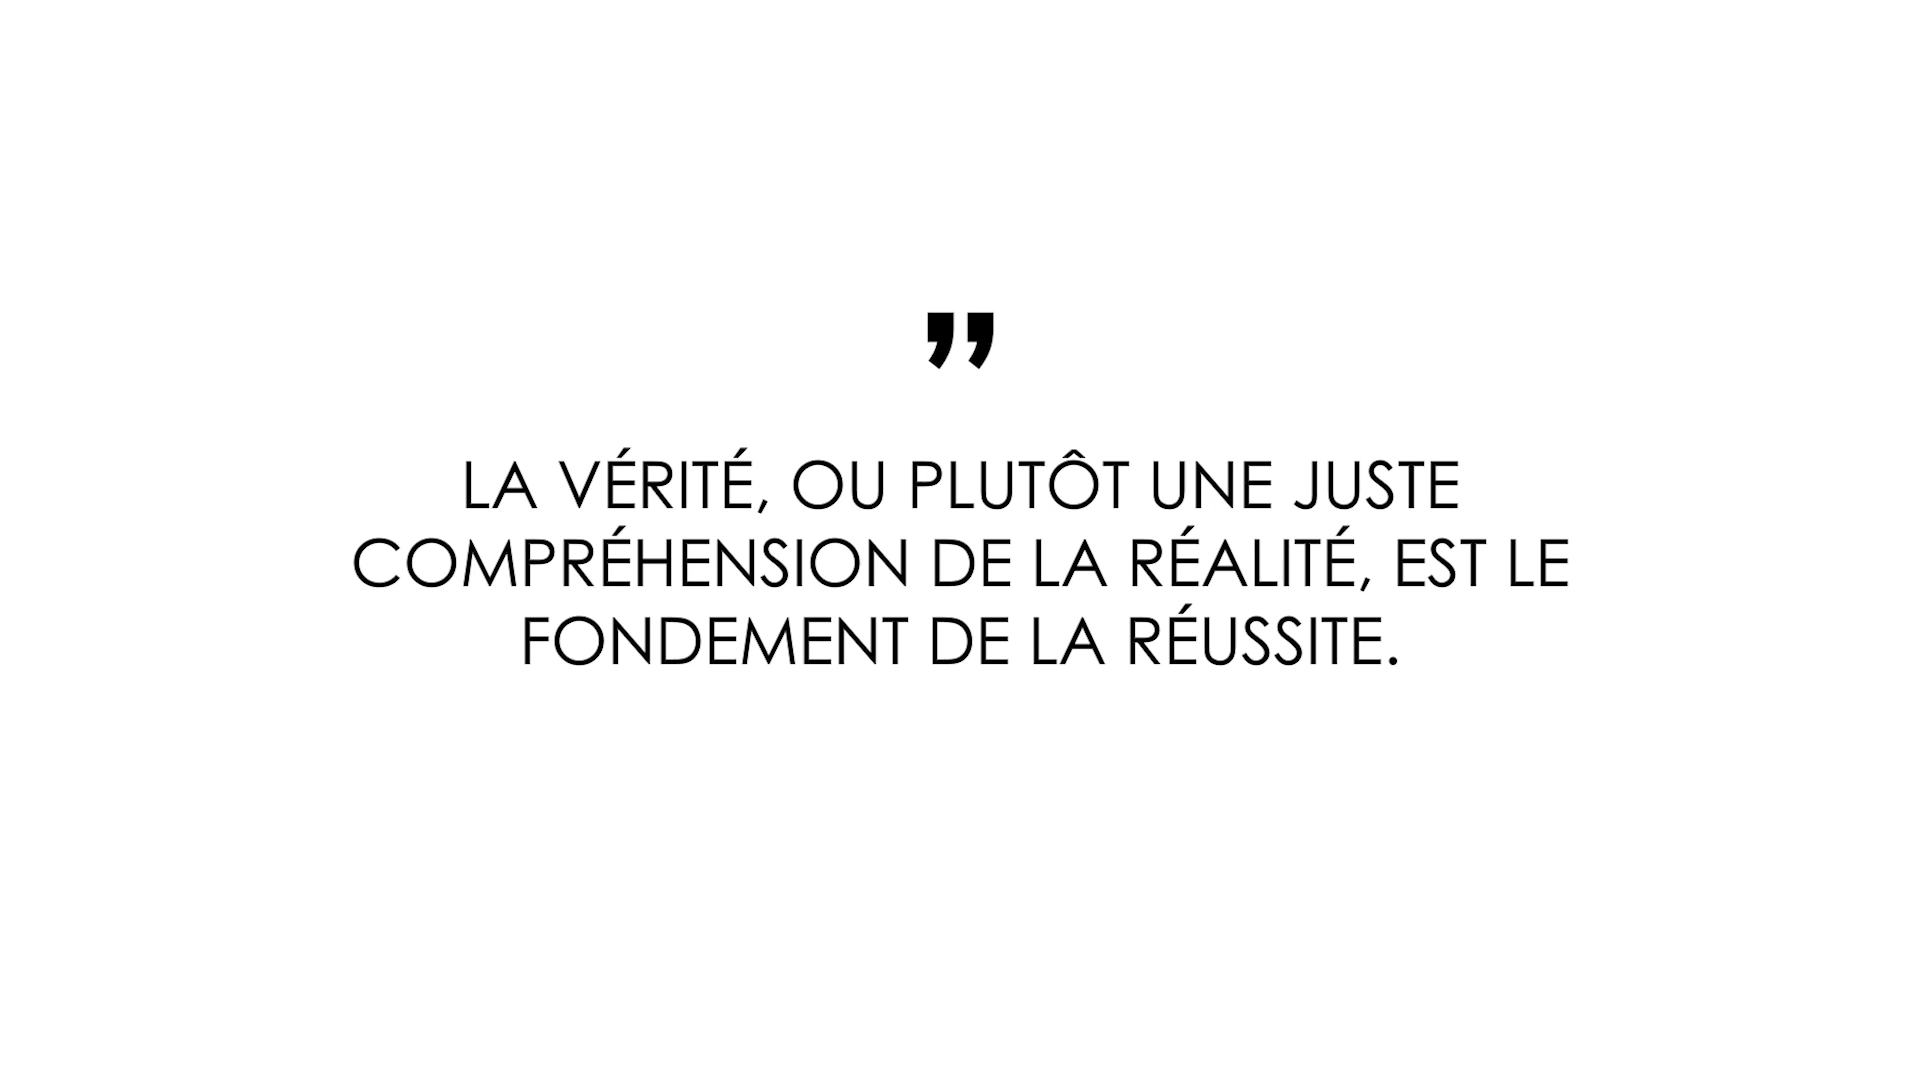 ”
LA VÉRITÉ, OU PLUTÔT UNE JUSTE
COMPRÉHENSION DE LA RÉALITÉ, EST LE
FONDEMENT DE LA RÉUSSITE.